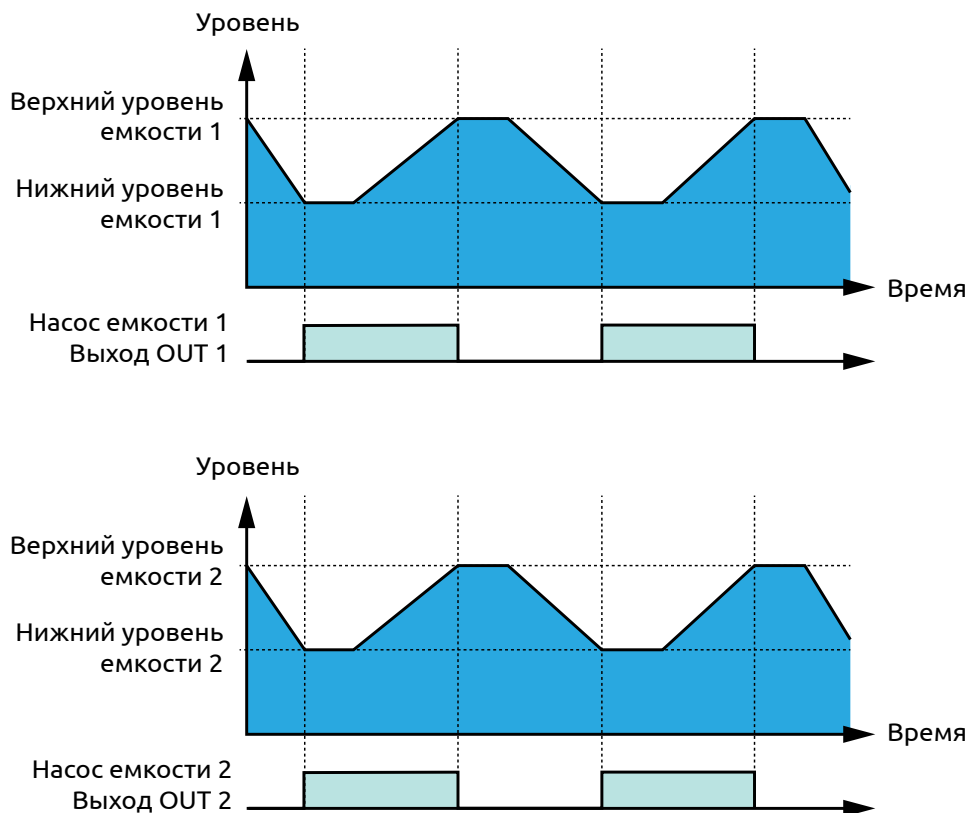 Уровень
Верхний уровень
емкости 1
Нижний уровень
емкости 1
Время
Насос емкости 1
Выход OUT 1
Уровень
Верхний уровень
емкости 2
Нижний уровень
емкости 2
Время
Насос емкости 2
Выход OUT 2